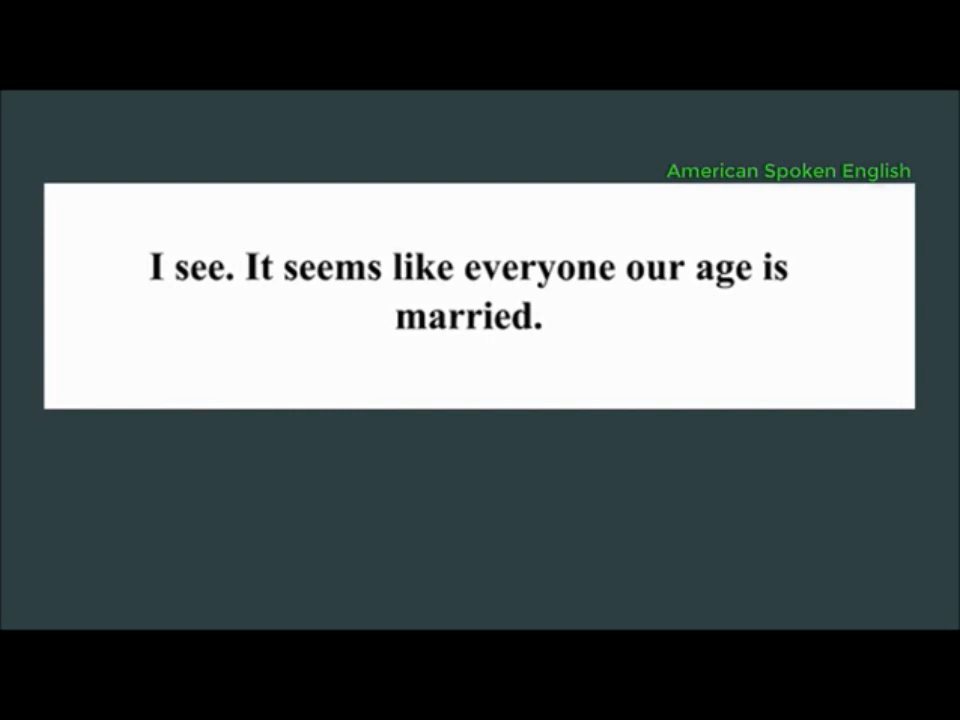 American Spoken English
I see. It seems like everyone our age is
married.